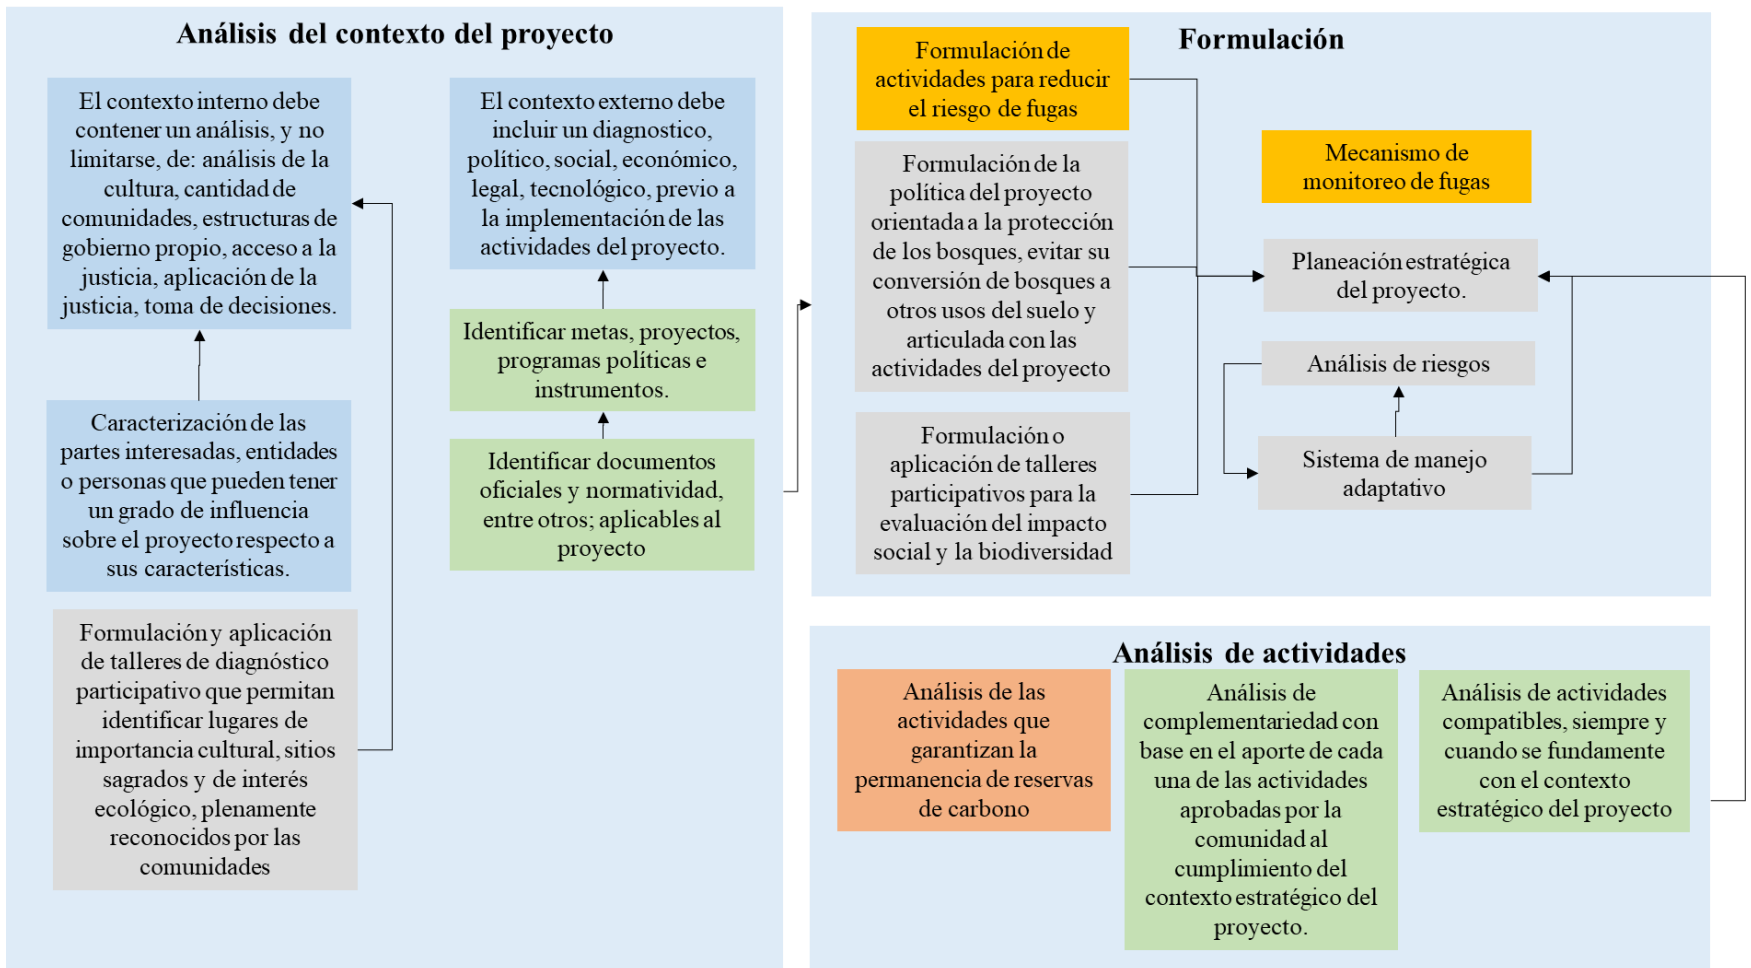 Análisis del contexto del proyecto
El contexto interno debe
contener un análisis, y no
limitarse, de: análisis de la
cultura, cantidad de
comunidades, estructuras de
gobierno propio, acceso a la
justicia, aplicación de la
justicia, toma de decisiones.
Caracterización de las
partes interesadas, entidades
o personas que pueden tener
un grado de influencia
sobre el proyecto respecto a
sus características.
Formulación y aplicación
de talleres de diagnóstico
participativo que permitan
identificar lugares de
importancia cultural, sitios
sagrados y de interés
ecológico, plenamente
reconocidos por las
comunidades
El contexto externo debe
incluir un diagnostico,
político, social, económico,
legal, tecnológico, previo a
la implementación de las
actividades del proyecto.
Identificar metas, proyectos,
programas políticas e
instrumentos.
Identificar documentos
oficiales y normatividad,
entre otros; aplicables al
proyecto
Formulación
Formulación de
actividades para reducir
el riesgo de fugas
Formulación de la
política del proyecto
orientada a la protección
de los bosques, evitar su
conversión de bosques a
otros usos del suelo y
articulada con las
actividades del proyecto
Formulación o
aplicación de talleres
participativos para la
evaluación del impacto
social y la biodiversidad
Mecanismo de
monitoreo de fugas
Planeación estratégica
del proyecto.
Análisis de riesgos
Sistema de manejo
adaptativo
Análisis de actividades
Análisis de las
actividades que
garantizan la
permanencia de reservas
de carbono
Análisis de
complementariedad con
base en el aporte de cada
una de las actividades
aprobadas por la
comunidad al
cumplimiento del
contexto estratégico del
proyecto.
Análisis de actividades
compatibles, siempre y
cuando se fundamente
con el contexto
estratégico del proyecto